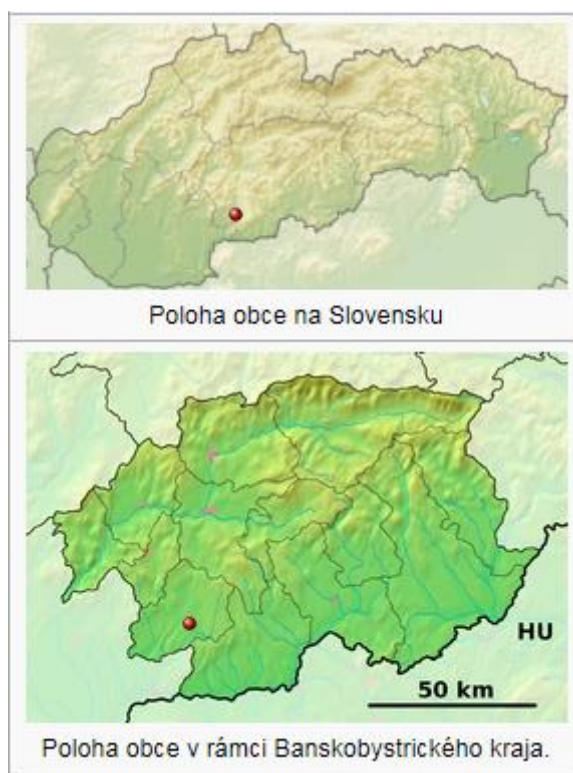 Poloha obce na Slovensku
HU
50 km
Poloha obce v rámci Banskobystrického kraja.